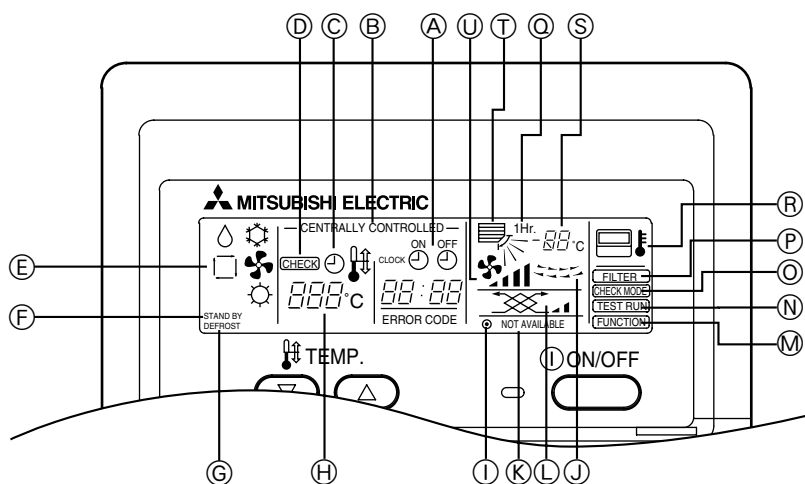 D C B A U T Q S
MITSUBISHI ELECTRIC
CENTRALLY CONTROLLED
1Hr.
R
ON OFF
88°C
P
E
CHECK
CLOCK
FILTER
O
CHECK MODE
888°C
88:88
TEST RUN
N
F
STAND BY
DEFROST
ERROR CODE
NOT AVAILABLE
FUNCTION
M
TEMP.
I ON/OFF
G H I K L J